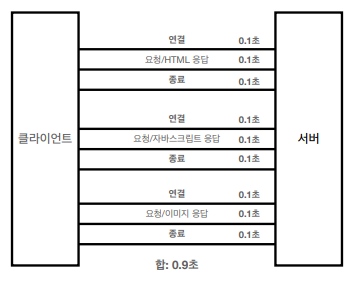 연결 0.1초
요청/HTML 응답 0.1초
종료 0.1초
연결 0.1초
클라이언트 요청/자바스크립트 응답 0.1초 서버
종료 0.1초
연결 0.1초
요청/이미지 응답 0.1초
종료 0.1초
합: 0.9초